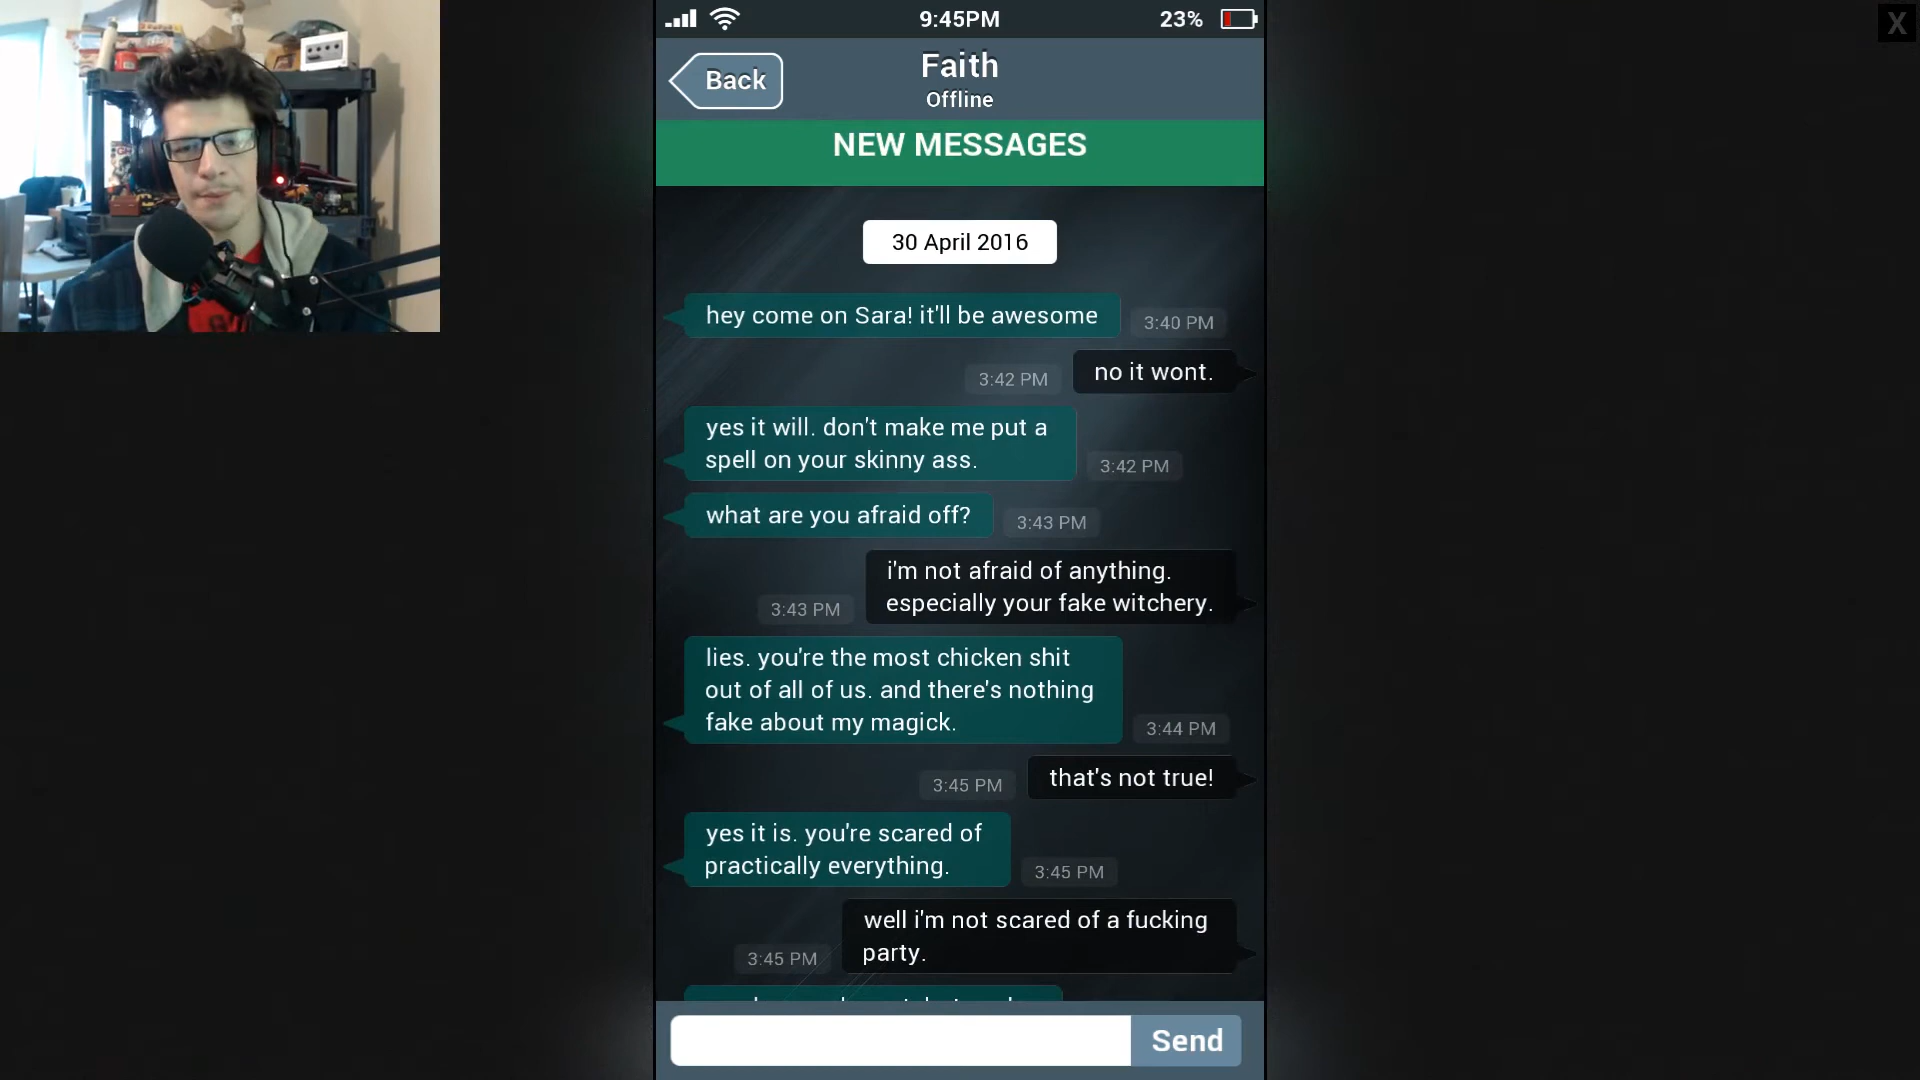 9:45PM
23%
X
Back
Faith
Offline
NEW MESSAGES
30 April 2016
hey come on Sara! it'll be awesome
3:40 PM
no it wont.
3:42 PM
yes it will. don't make me put a
spell on your skinny ass.
3:42 PM
what are you afraid off?
3:43 PM
i'm not afraid of anything.
especially your fake witchery.
3:43 PM
lies. you're the most chicken shit
out of all of us. and there's nothing
fake about my magick.
3:44 PM
that's not true!
3:45 PM
yes it is. you're scared of
practically everything.
3:45 PM
well i'm not scared of a fucking
party.
3:45 PM
Send